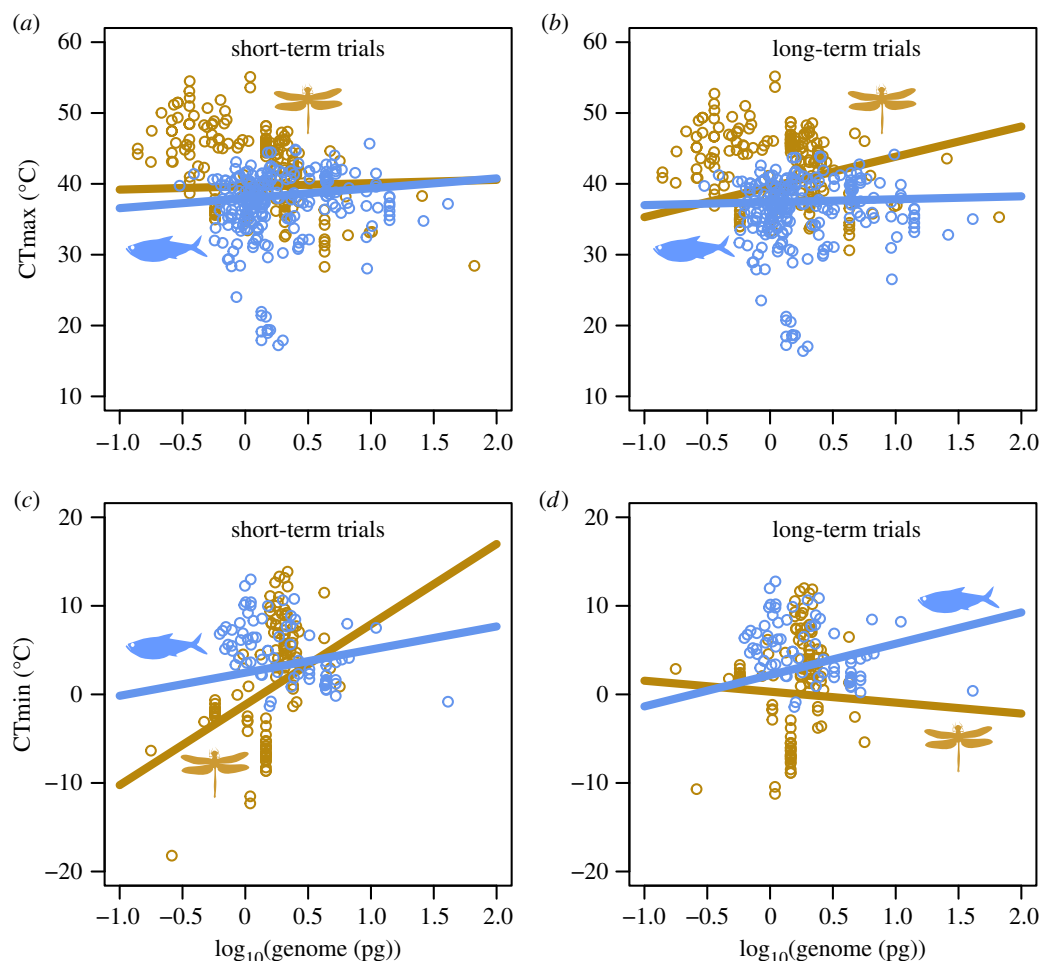 (a)
short-term trials
60
50
40
30
20
10
CTmax (°C)
−1.0 −0.5 0 0.5 1.0 1.5 2.0
(b)
long-term trials
60
50
40
30
20
10
−1.0 −0.5 0 0.5 1.0 1.5 2.0
(c)
short-term trials
20
10
0
−10
−20
CTmin (°C)
−1.0 −0.5 0 0.5 1.0 1.5 2.0
log10(genome (pg))
(d)
long-term trials
20
10
0
−10
−20
−1.0 −0.5 0 0.5 1.0 1.5 2.0
log10(genome (pg))